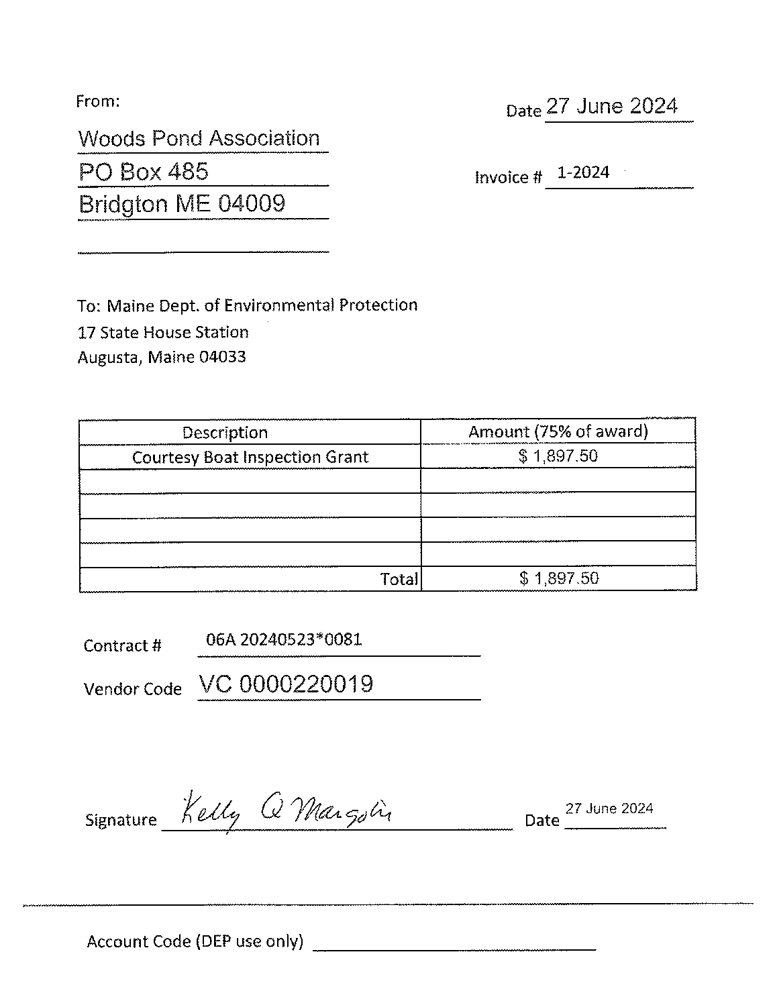 From:
Date 27 June 2024
Woods Pond Association
PO Box 485
Invoice # 1-2024
Bridgton ME 04009
To: Maine Dept. of Environmental Protection
17 State House Station
Augusta, Maine 04033
Description Amount (75% of award)
Courtesy Boat Inspection Grant $ 1,897.50
Total $ 1,897.50
Contract # 06A 20240523*0081
Vendor Code VC 0000220019
Signature Kelly Q Margolin Date 27 June 2024
Account Code (DEP use only)